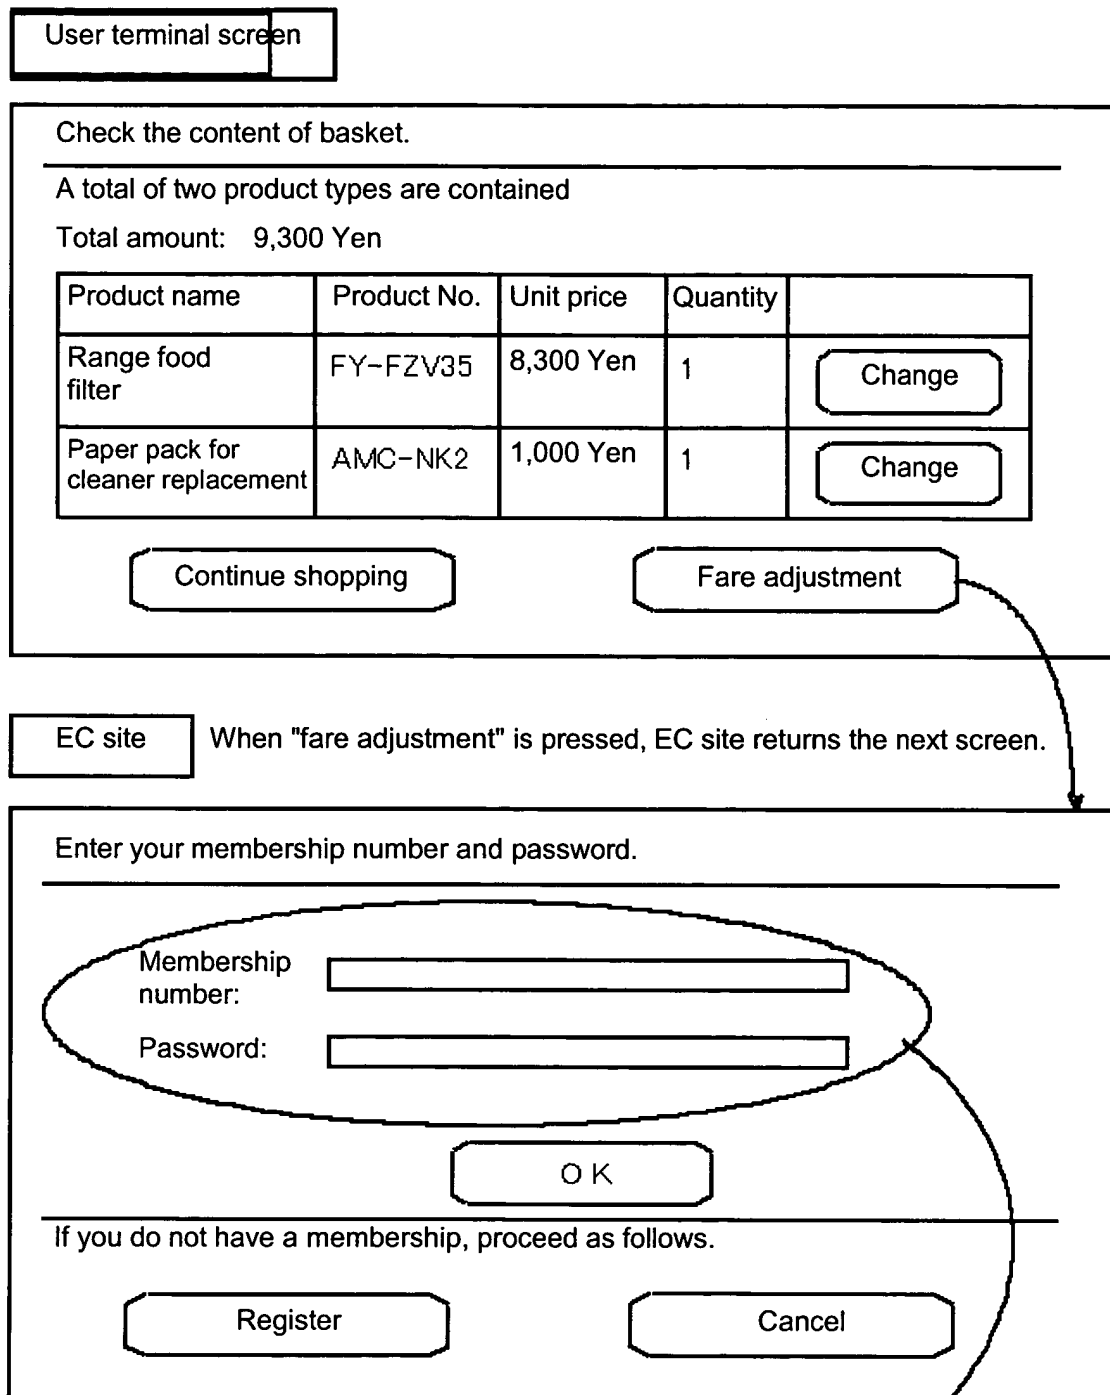 User terminal screen
Check the content of basket.
A total of two product types are contained
Total amount: 9,300 Yen
Product name Product No. Unit price Quantity
Range food
filter
FY-FZV35 8,300 Yen 1 Change
Paper pack for
cleaner replacement
AMC-NK2 1,000 Yen 1 Change
Continue shopping Fare adjustment
EC site When "fare adjustment" is pressed, EC site returns the next screen.
Enter your membership number and password.
Membership
number:
Password:
OK
If you do not have a membership, proceed as follows.
Register Cancel